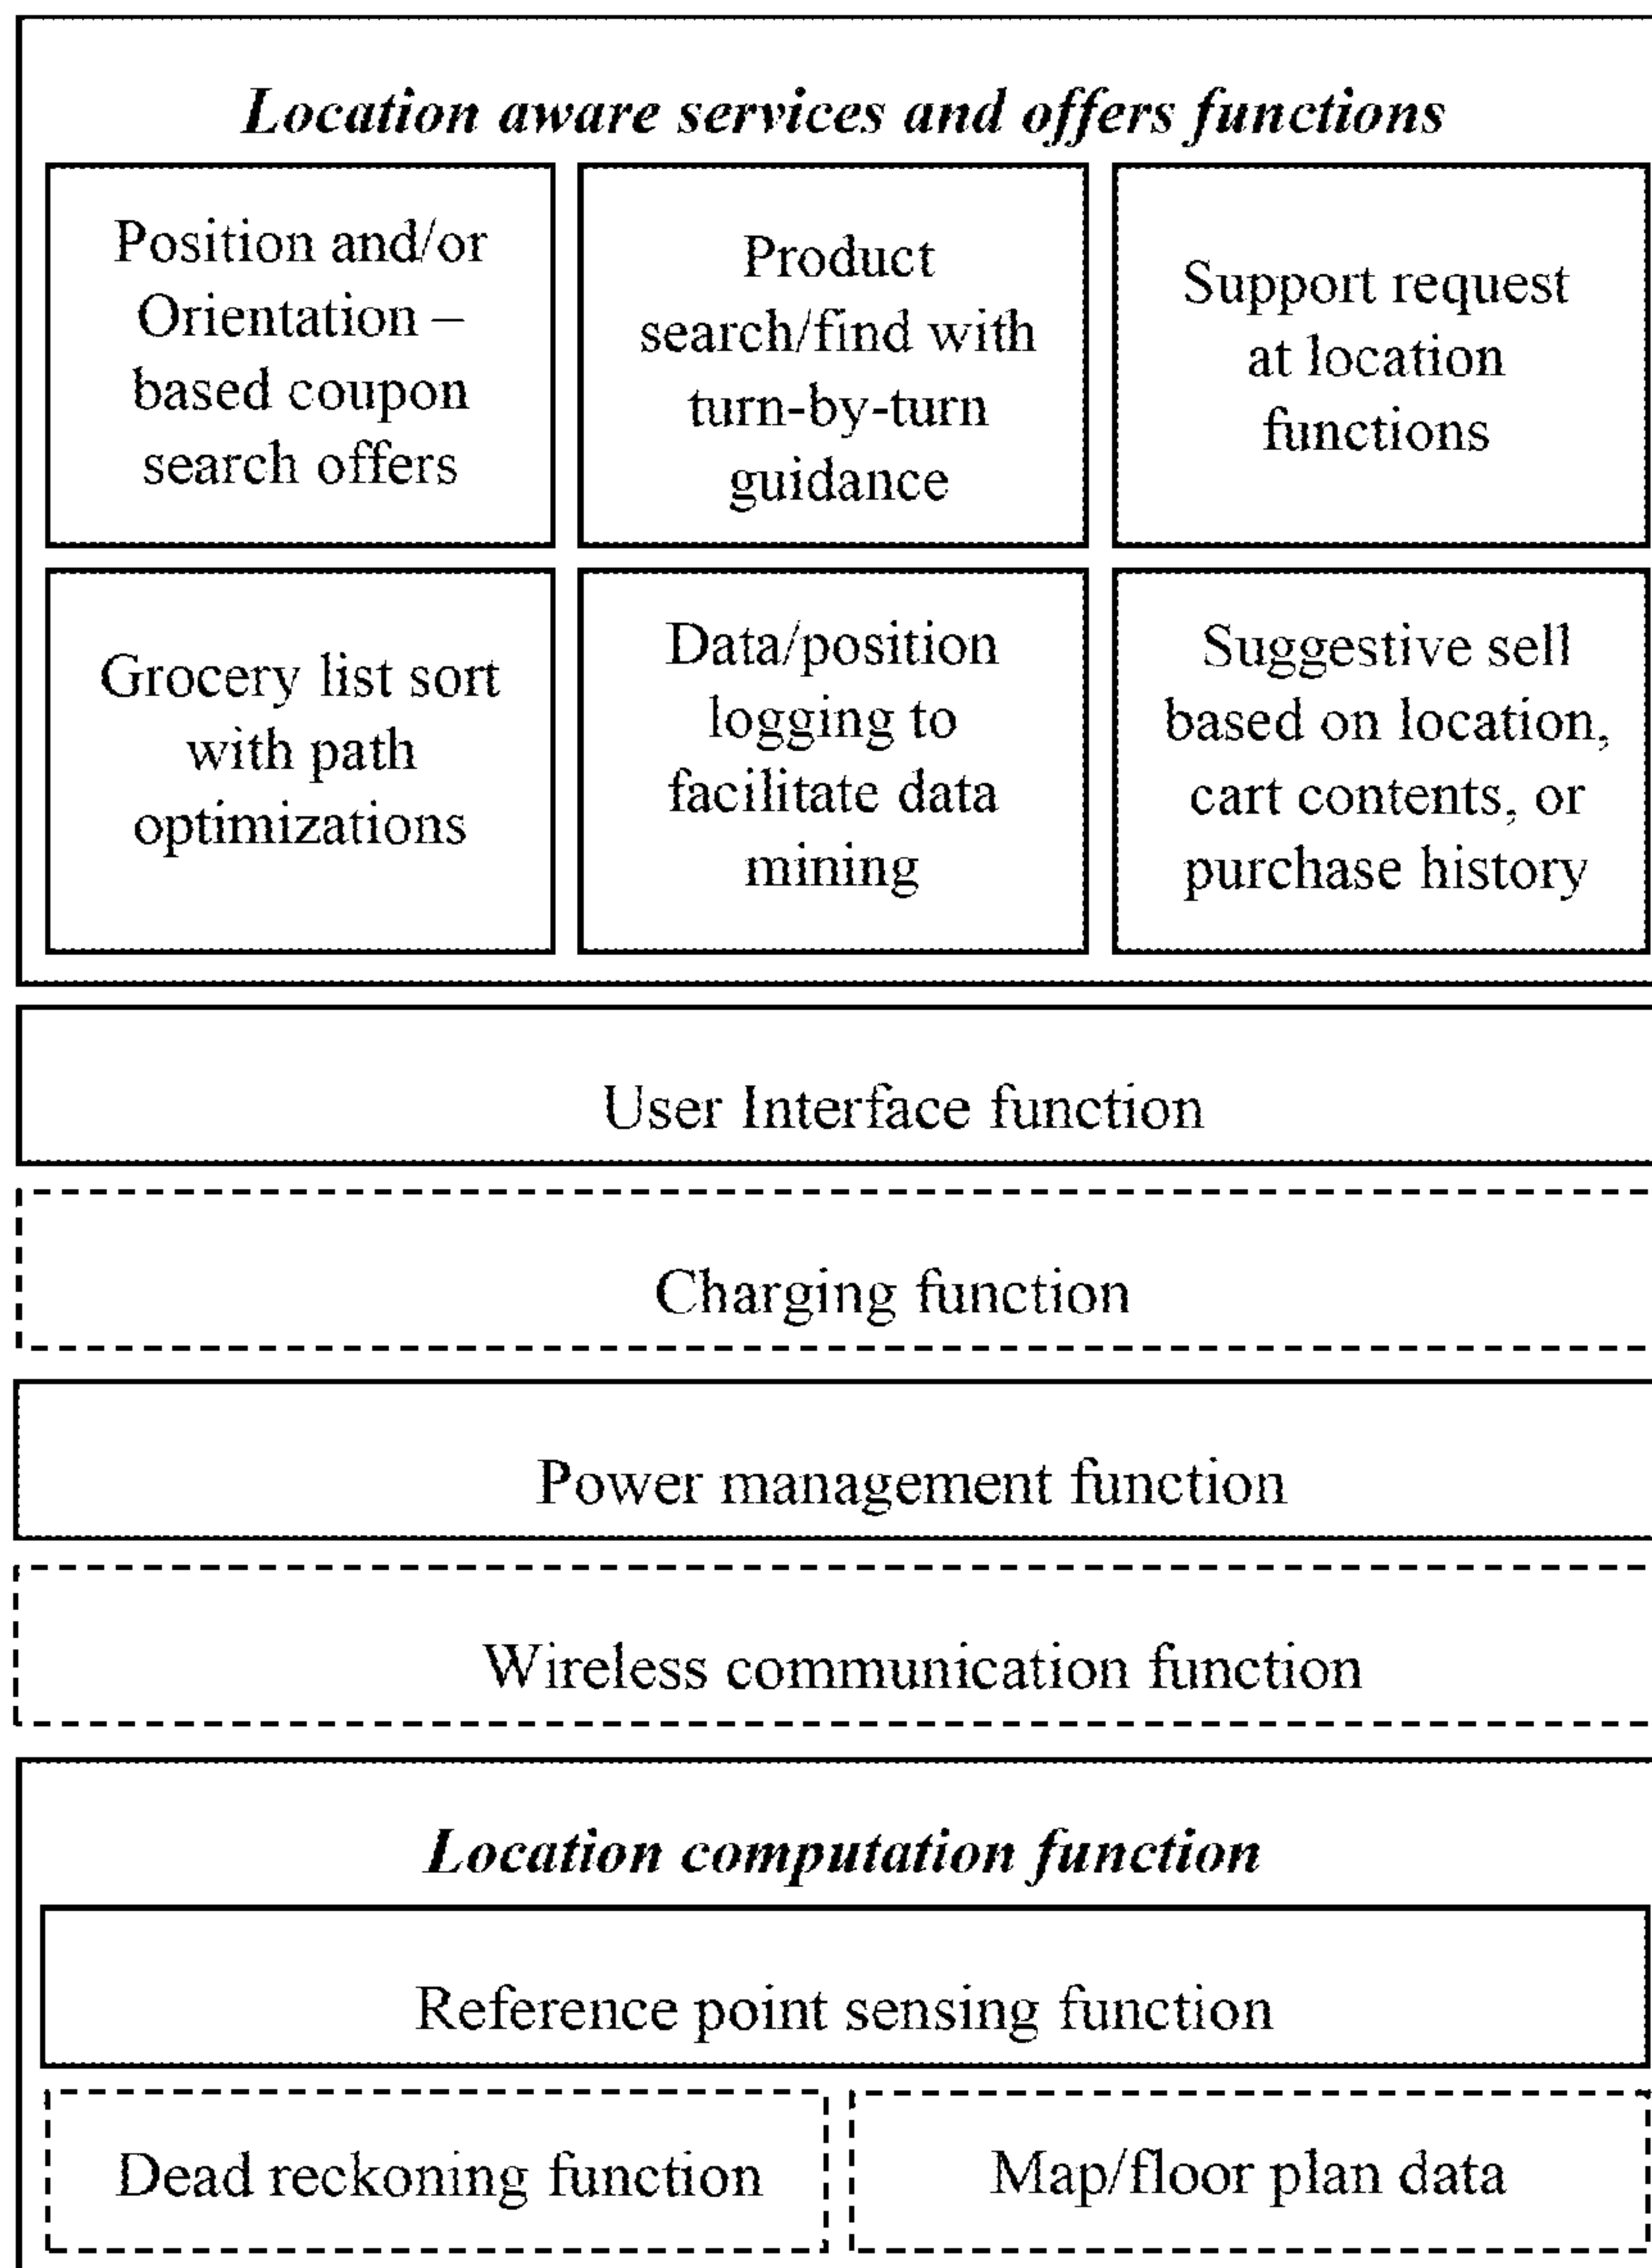 Location aware services and offers functions
Position and/or
Orientation –
based coupon
search offers
Product
search/find with
turn-by-turn
guidance
Support request
at location
functions
Grocery list sort
with path
optimizations
Data/position
logging to
facilitate data
mining
Suggestive sell
based on location,
cart contents, or
purchase history
User Interface function
Charging function
Power management function
Wireless communication function
Location computation function
Reference point sensing function
Dead reckoning function
Map/floor plan data